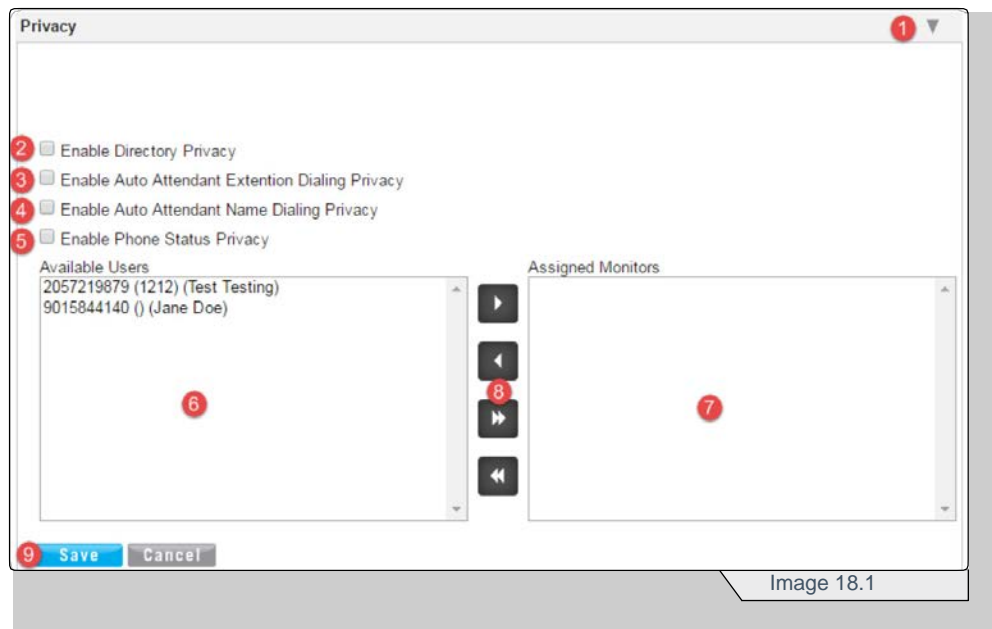 Privacy 1
2 Enable Directory Privacy
3 Enable Auto Attendant Extention Dialing Privacy
4 Enable Auto Attendant Name Dialing Privacy
5 Enable Phone Status Privacy
Available Users Assigned Monitors
2057219879 (1212) (Test Testing)
9015844140 () (Jane Doe)
8
6 7
9 Save Cancel
Image 18.1